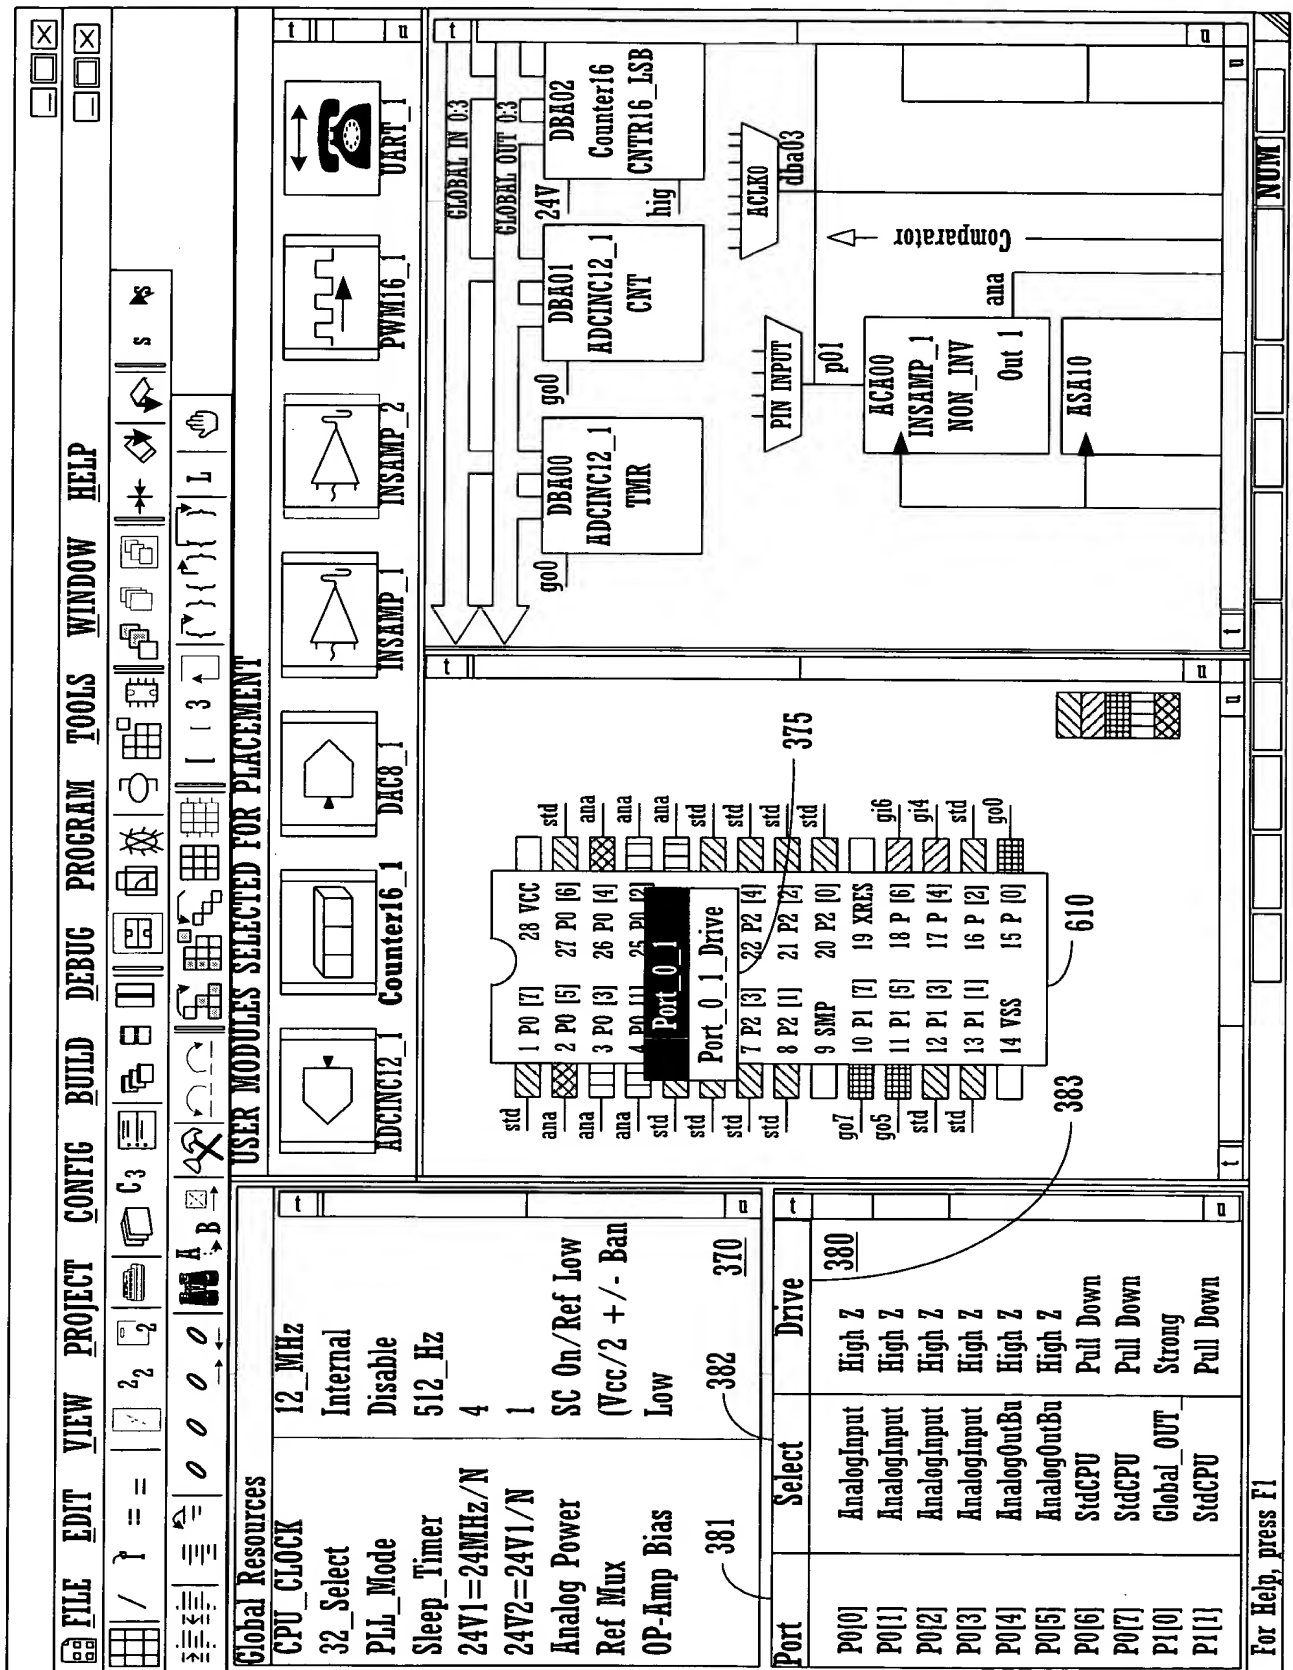 FILE EDIT VIEW PROJECT CONFIG BUILD DEBUG PROGRAM TOOLS WINDOW HELP
Global Resources
CPU_CLOCK 12_MHz
32_Select Internal
PLL_Mode Disable
Sleep_Timer 512_Hz
24V1=24MHz/N 4
24V2=24V1/N 1
Analog Power SC On/Ref Low
Ref Mux (Vcc/2 +/- Ban
OP-Amp Bias Low
370
381
382
Port Select Drive
380
P0[0] AnalogInput High Z
P0[1] AnalogInput High Z
P0[2] AnalogInput High Z
P0[3] AnalogInput High Z
P0[4] AnalogOutBu High Z
P0[5] AnalogOutBu High Z
P0[6] StdCPU Pull Down
P0[7] StdCPU Pull Down
P1[0] Global_OUT_ Strong
P1[1] StdCPU Pull Down
383
USER MODULES SELECTED FOR PLACEMENT
ADCINC12_1 Counter16_1 DAC8_1 INSAMP_1 INSAMP_2 PWM16_1 UART_1
std 1 P0 [7] 28 VCC
ana 2 P0 [5] 27 P0 [6] std
ana 3 P0 [3] 26 P0 [4] ana
ana 4 P0 [1] 25 P0 [2] ana
std Port_0_1 ana
std Port_0_1_Drive std
std 7 P2 [3] 22 P2 [4] std
std 8 P2 [1] 21 P2 [2] std
9 SMP 20 P2 [0] std
go7 10 P1 [7] 19 XRES
go5 11 P1 [5] 18 P [6] gi6
std 12 P1 [3] 17 P [4] gi4
std 13 P1 [1] 16 P [2] std
14 VSS 15 P [0] go0
375
610
GLOBAL IN 0:3
GLOBAL OUT 0:3
go0
DBA00
ADCINC12_1
TMR
go0
DBA01
ADCINC12_1
CNT
24V
hig
DBA02
Counter16
CNTR16_LSB
PIN INPUT
p01
ACLK0
dba03
Comparator
ACA00
INSAMP_1
NON_INV
Out 1
ana
ASA10
For Help, press F1
NUM